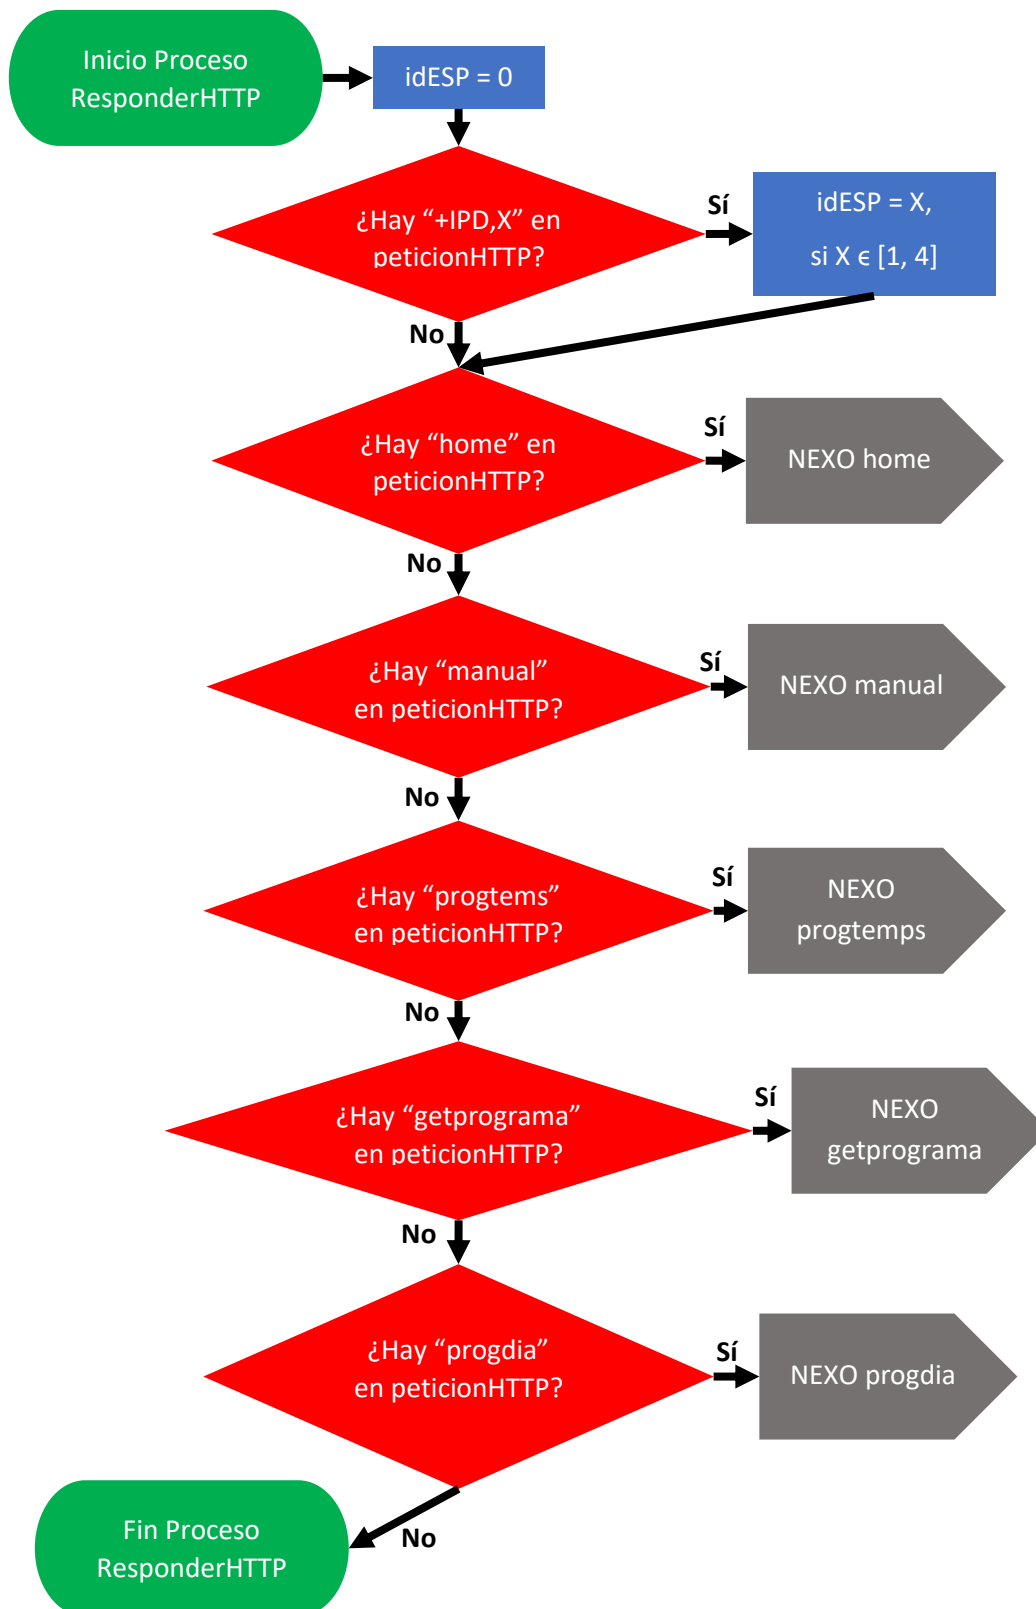 Inicio Proceso
ResponderHTTP
idESP = 0
¿Hay “+IPD,X” en
peticionHTTP?
Sí
idESP = X,
si X ϵ [1, 4]
No
¿Hay “home” en
peticionHTTP?
Sí
NEXO home
No
¿Hay “manual”
en peticionHTTP?
Sí
NEXO manual
No
¿Hay “progtems”
en peticionHTTP?
Sí
NEXO
progtemps
No
¿Hay “getprograma”
en peticionHTTP?
Sí
NEXO
getprograma
No
¿Hay “progdia”
en peticionHTTP?
Sí
NEXO progdia
No
Fin Proceso
ResponderHTTP